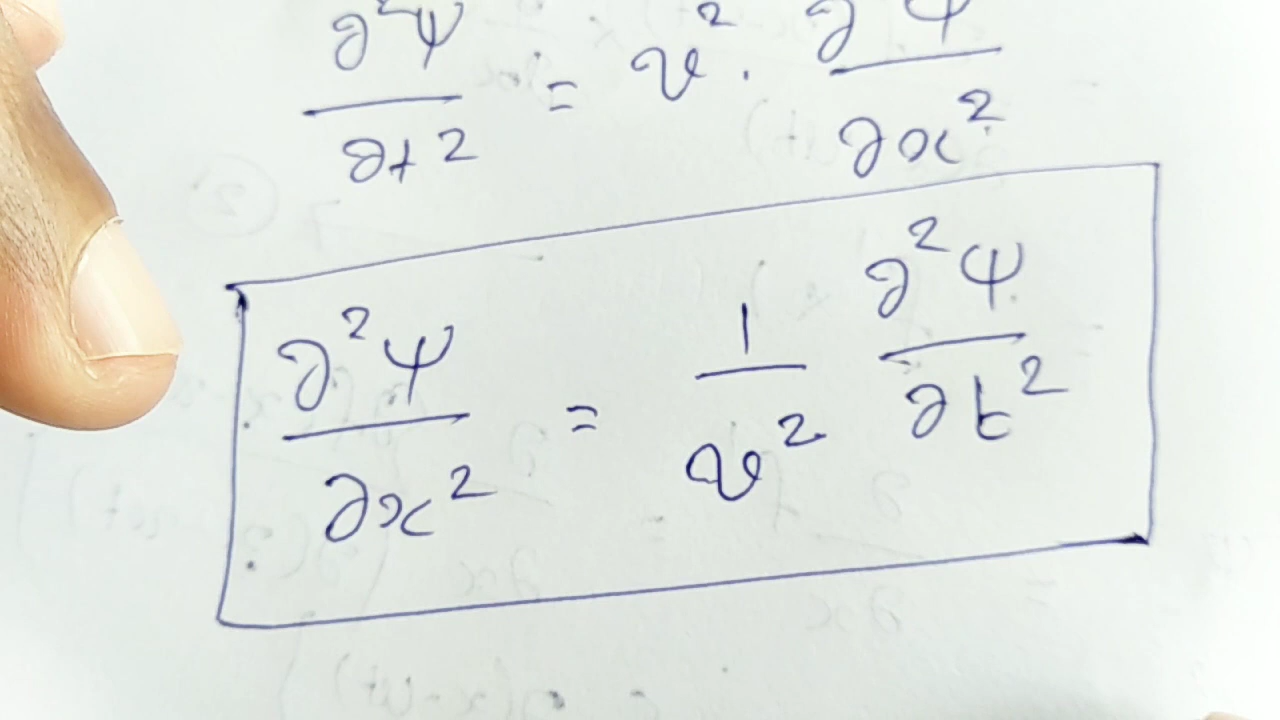 ∂²ψ/∂t² = v² · ∂²ψ/∂x²
∂²ψ/∂x² = 1/v² ∂²ψ/∂t²